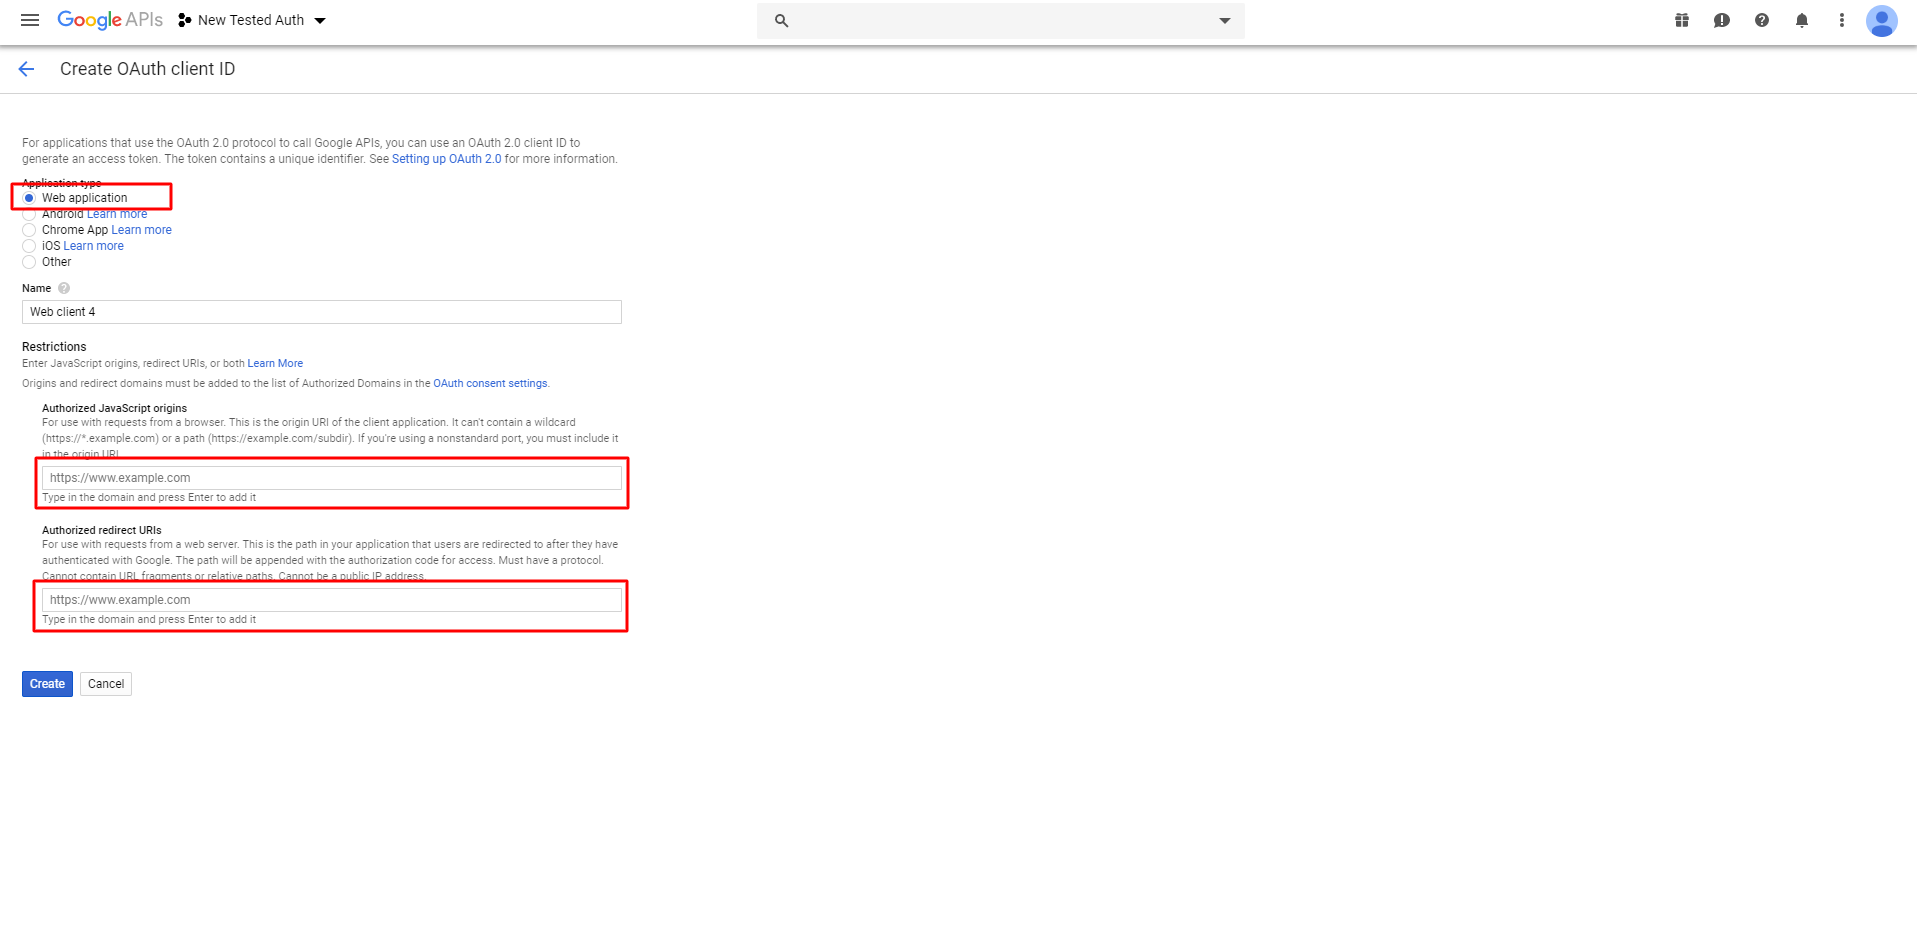 Google APIs New Tested Auth
Create OAuth client ID
For applications that use the OAuth 2.0 protocol to call Google APIs, you can use an OAuth 2.0 client ID to
generate an access token. The token contains a unique identifier. See Setting up OAuth 2.0 for more information.
Application type
Web application
Android Learn more
Chrome App Learn more
iOS Learn more
Other
Name
Web client 4
Restrictions
Enter JavaScript origins, redirect URIs, or both Learn More
Origins and redirect domains must be added to the list of Authorized Domains in the OAuth consent settings.
Authorized JavaScript origins
For use with requests from a browser. This is the origin URI of the client application. It can't contain a wildcard
(https://*.example.com) or a path (https://example.com/subdir). If you're using a nonstandard port, you must include it
in the origin URI.
https://www.example.com
Type in the domain and press Enter to add it
Authorized redirect URIs
For use with requests from a web server. This is the path in your application that users are redirected to after they have
authenticated with Google. The path will be appended with the authorization code for access. Must have a protocol.
Cannot contain URL fragments or relative paths. Cannot be a public IP address.
https://www.example.com
Type in the domain and press Enter to add it
Create Cancel